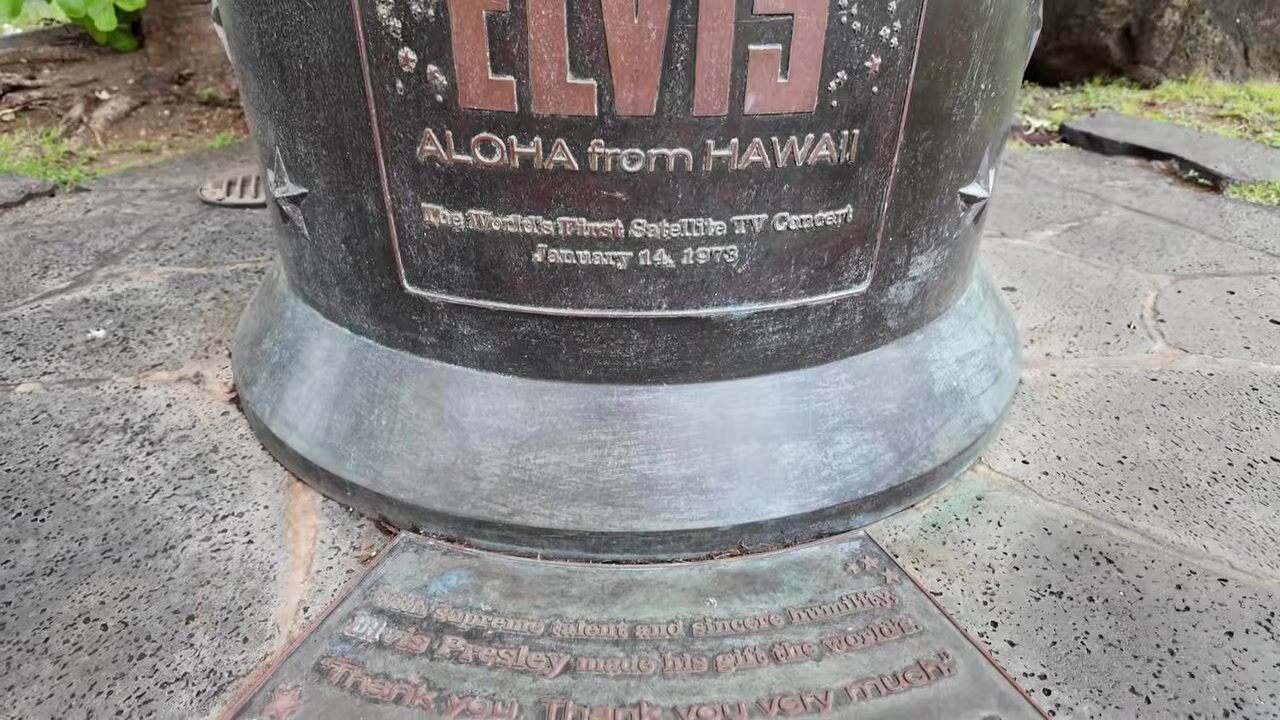 ELVIS
ALOHA from HAWAII
The World's First Satellite TV Concert
January 14, 1973
With supreme talent and sincere humility,
Elvis Presley made his gift the world's.
"Thank you. Thank you very much."